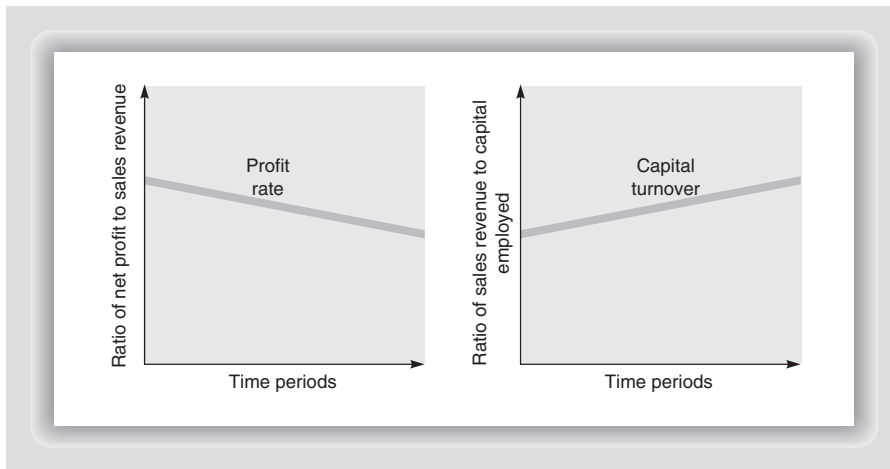 Ratio of net profit to sales revenue
Profit
rate
Time periods
Ratio of sales revenue to capital
employed
Capital
turnover
Time periods